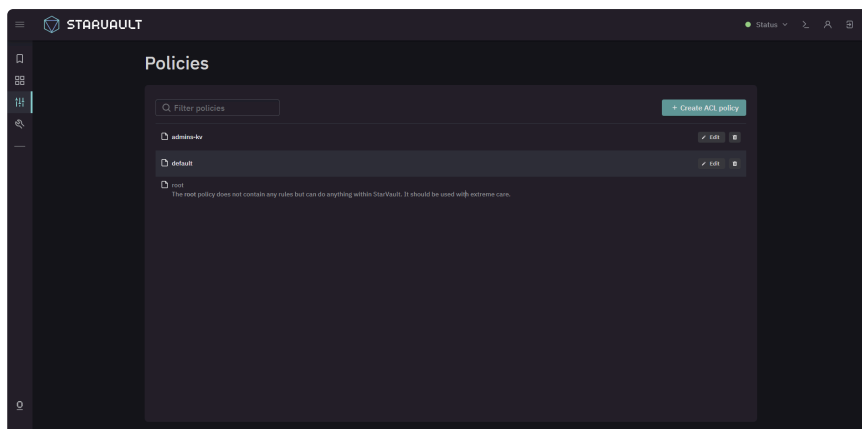 STARVAULT
Status
Policies
Filter policies
+ Create ACL policy
admins-kv
Edit
default
Edit
root
The root policy does not contain any rules but can do anything within StarVault. It should be used with extreme care.